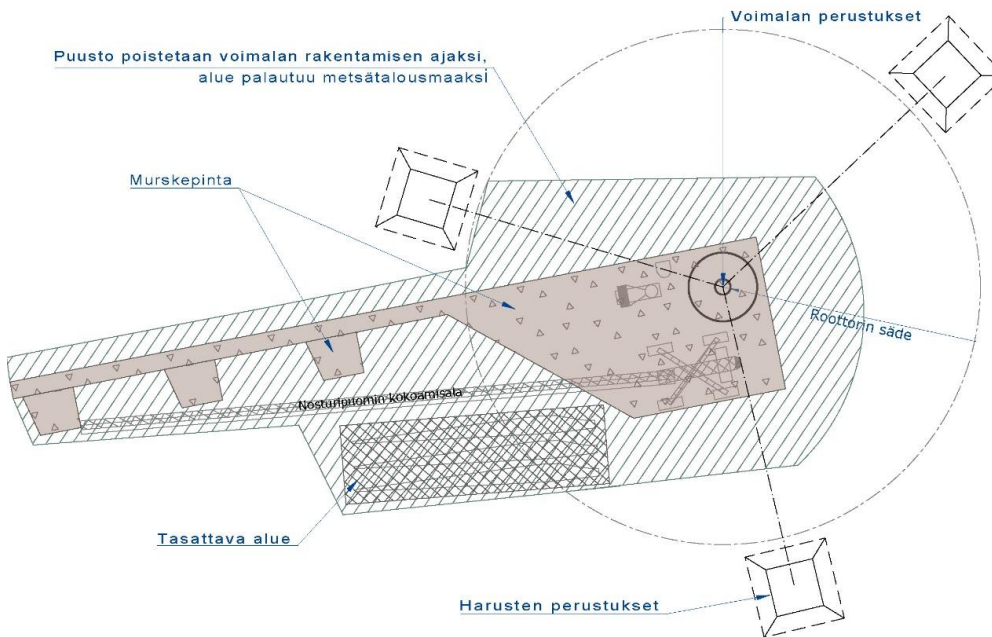 Voimalan perustukset
Puusto poistetaan voimalan rakentamisen ajaksi,
alue palautuu metsätalousmaaksi
Murskepinta
Roottorin säde
Nosturipuomin kokoamisala
Tasattava alue
Harusten perustukset